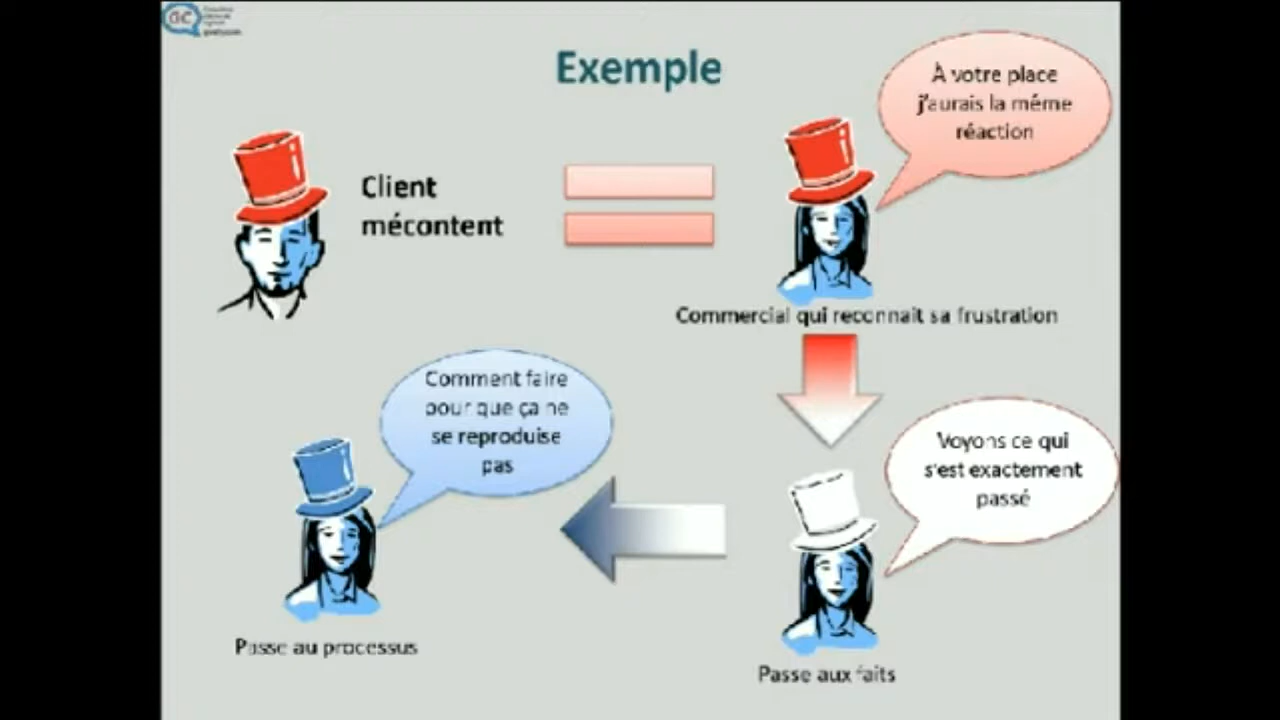 Exemple
À votre place
j'aurais la même
réaction
Client
mécontent
Commercial qui reconnait sa frustration
Comment faire
pour que ça ne
se reproduise
pas
Voyons ce qui
s'est exactement
passé
Passe au processus
Passe aux faits